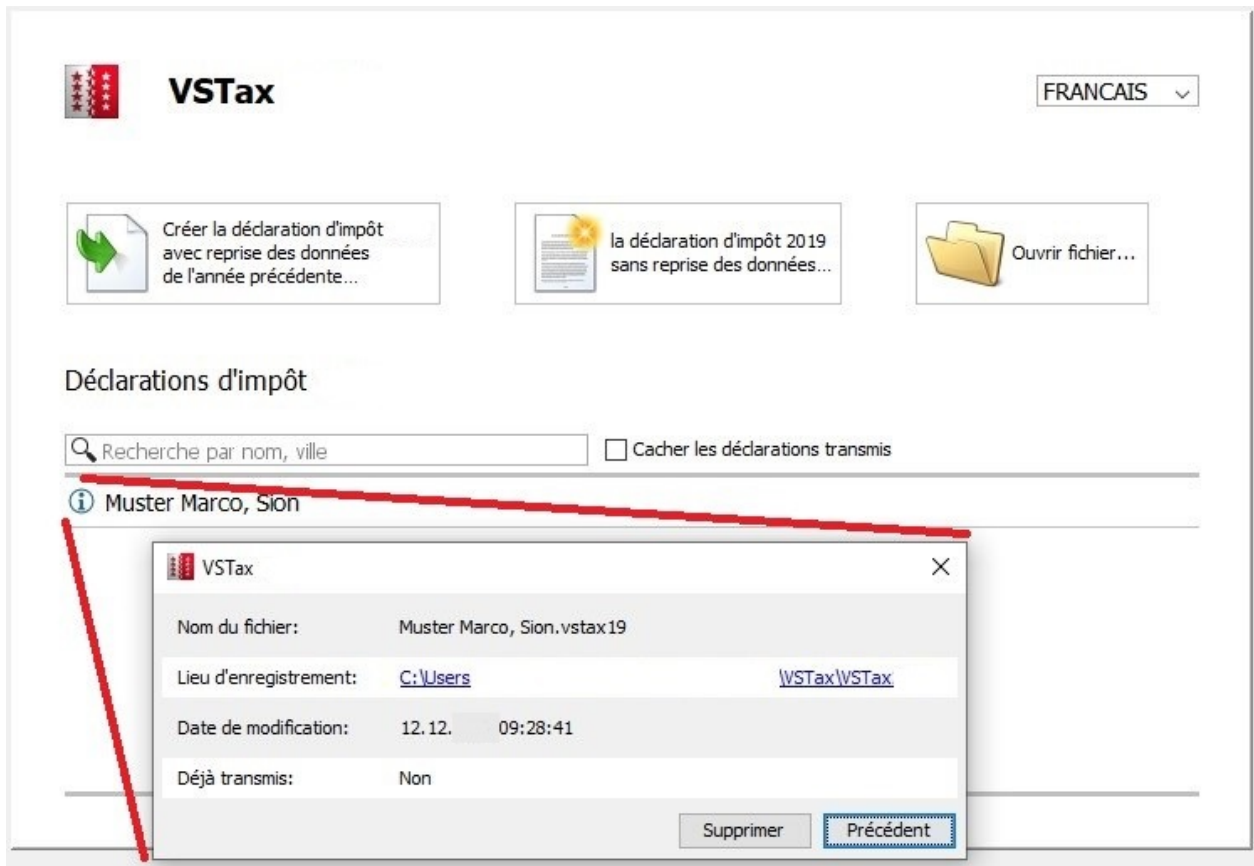 VSTax
FRANCAIS
Créer la déclaration d'impôt
avec reprise des données
de l'année précédente...
la déclaration d'impôt 2019
sans reprise des données...
Ouvrir fichier...
Déclarations d'impôt
Recherche par nom, ville
Cacher les déclarations transmis
Muster Marco, Sion
VSTax
Nom du fichier: Muster Marco, Sion.vstax19
Lieu d'enregistrement: C:\Users \VSTax\VSTax
Date de modification: 12.12. 09:28:41
Déjà transmis: Non
Supprimer Précédent